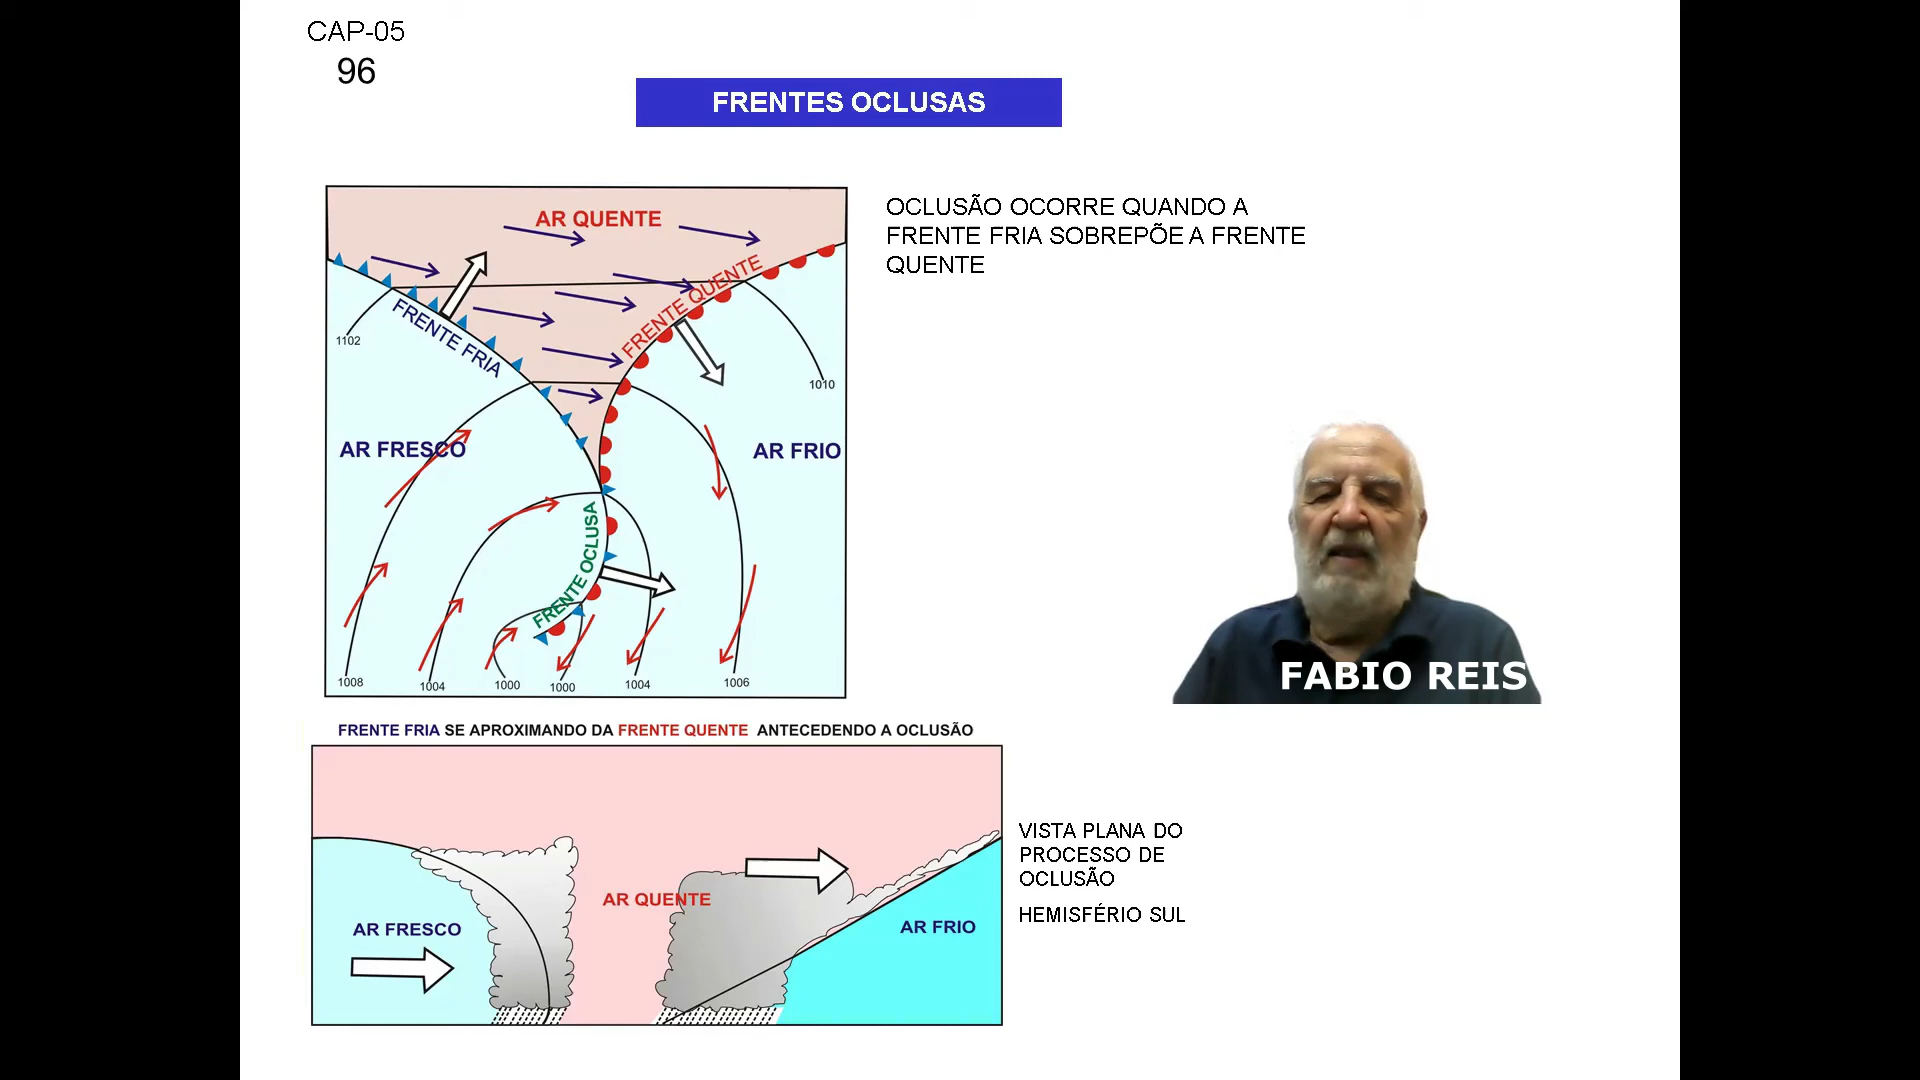 CAP-05
96
FRENTES OCLUSAS
AR QUENTE
FRENTE QUENTE
FRENTE FRIA
1102
1010
AR FRESCO
AR FRIO
FRENTE OCLUSA
1008
1004
1000
1000
1004
1006
OCLUSÃO OCORRE QUANDO A
FRENTE FRIA SOBREPÕE A FRENTE
QUENTE
FABIO REIS
FRENTE FRIA SE APROXIMANDO DA FRENTE QUENTE ANTECEDENDO A OCLUSÃO
AR QUENTE
AR FRESCO
AR FRIO
VISTA PLANA DO
PROCESSO DE
OCLUSÃO
HEMISFÉRIO SUL